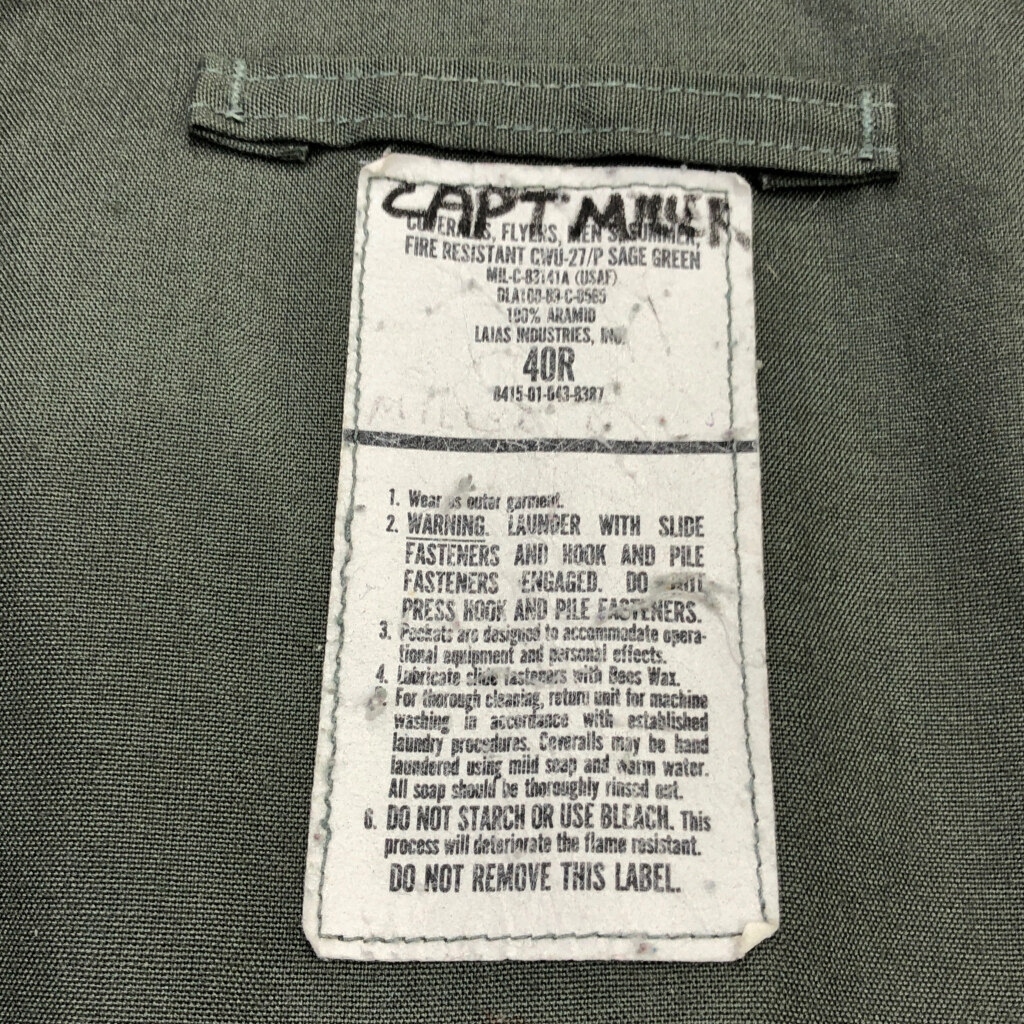 CAPT MILLER
COVERALLS, FLYERS, MEN'S SUMMER,
FIRE RESISTANT CWU-27/P SAGE GREEN
MIL-C-83141A (USAF)
DLA100-89-C-0565
100% ARAMID
LAIAS INDUSTRIES, INC.
40R
8415-01-043-8387
1. Wear as outer garment.
2. WARNING. LAUNDER WITH SLIDE
FASTENERS AND HOOK AND PILE
FASTENERS ENGAGED. DO NOT
PRESS HOOK AND PILE FASTENERS.
3. Pockets are designed to accommodate opera-
tional equipment and personal effects.
4. Lubricate slide fasteners with Bees Wax.
For thorough cleaning, return unit for machine
washing in accordance with established
laundry procedures. Coveralls may be hand
laundered using mild soap and warm water.
All soap should be thoroughly rinsed out.
6. DO NOT STARCH OR USE BLEACH. This
process will deteriorate the flame resistant.
DO NOT REMOVE THIS LABEL.